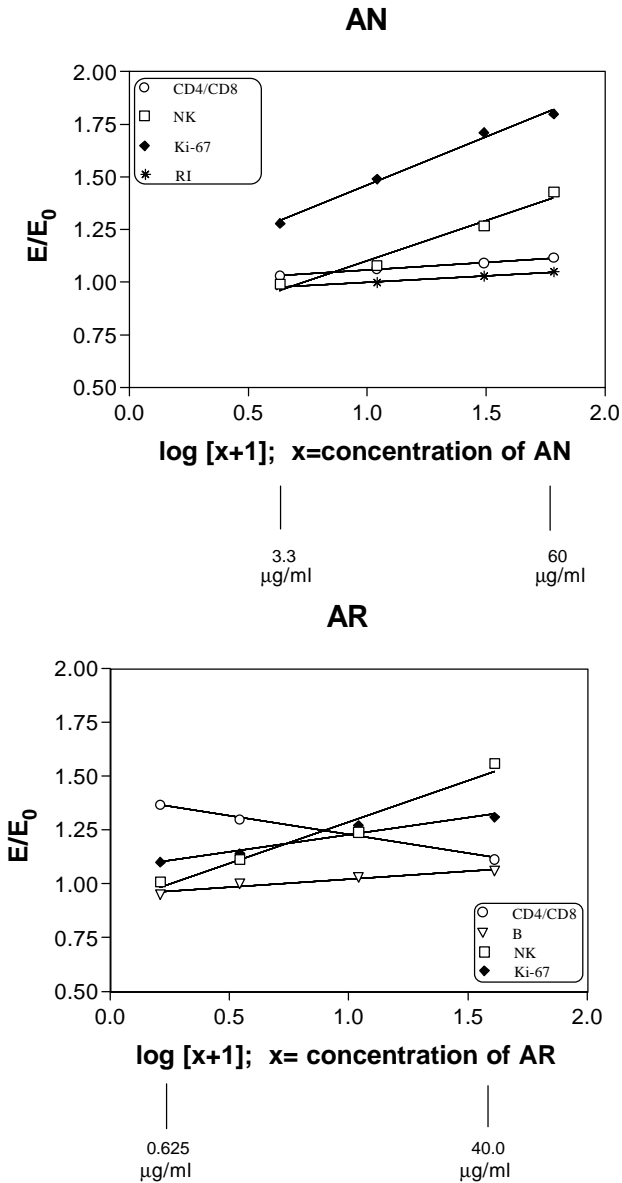 AN
2.00
1.75
1.50
1.25
1.00
0.75
0.50
E/E0
CD4/CD8
NK
Ki-67
RI
0.0 0.5 1.0 1.5 2.0
log [x+1]; x=concentration of AN
3.3 60
µg/ml µg/ml
AR
2.00
1.75
1.50
1.25
1.00
0.75
0.50
E/E0
CD4/CD8
B
NK
Ki-67
0.0 0.5 1.0 1.5 2.0
log [x+1]; x= concentration of AR
0.625 40.0
µg/ml µg/ml